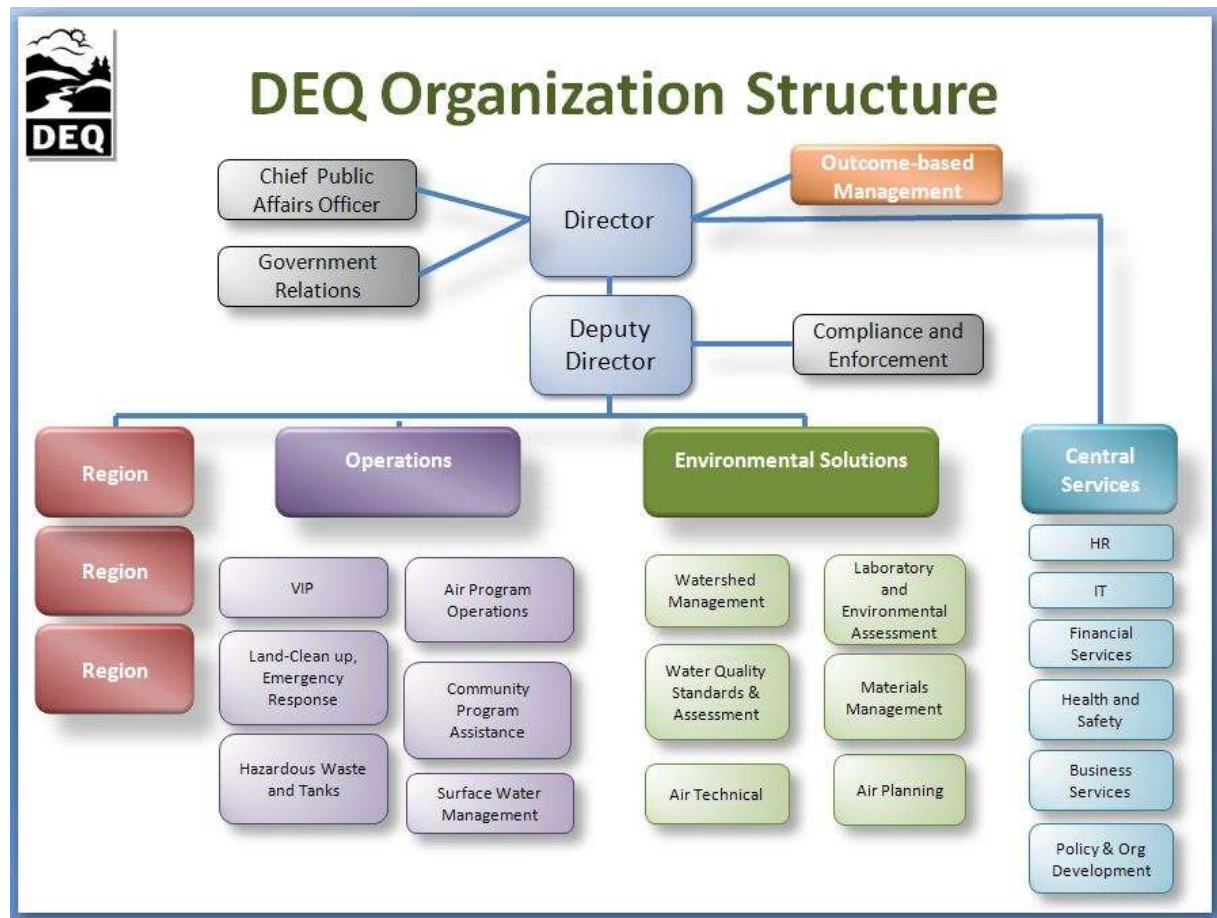 DEQ
DEQ Organization Structure
Chief Public
Affairs Officer
Government
Relations
Director
Outcome-based
Management
Deputy
Director
Compliance and
Enforcement
Region
Region
Region
Operations
VIP
Land-Clean up,
Emergency
Response
Hazardous Waste
and Tanks
Air Program
Operations
Community
Program
Assistance
Surface Water
Management
Environmental Solutions
Watershed
Management
Water Quality
Standards &
Assessment
Air Technical
Laboratory
and
Environmental
Assessment
Materials
Management
Air Planning
Central
Services
HR
IT
Financial
Services
Health and
Safety
Business
Services
Policy & Org
Development